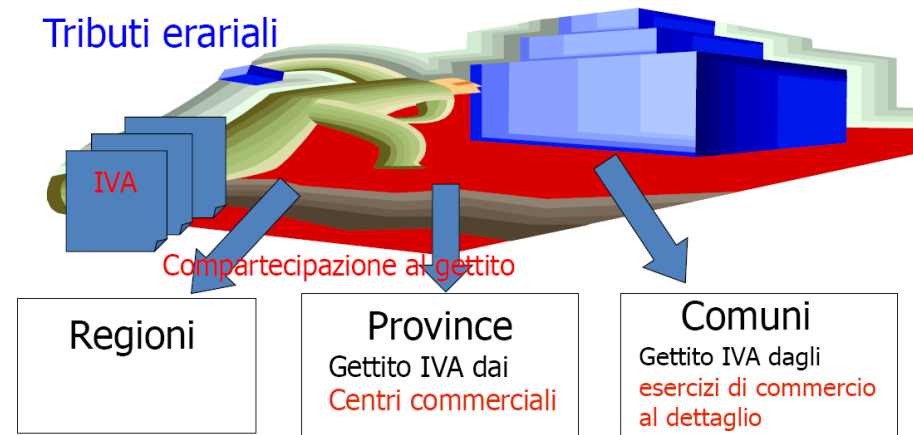 Tributi erariali
IVA
Compartecipazione al gettito
Regioni
Province
Gettito IVA dai
Centri commerciali
Comuni
Gettito IVA dagli
esercizi di commercio
al dettaglio